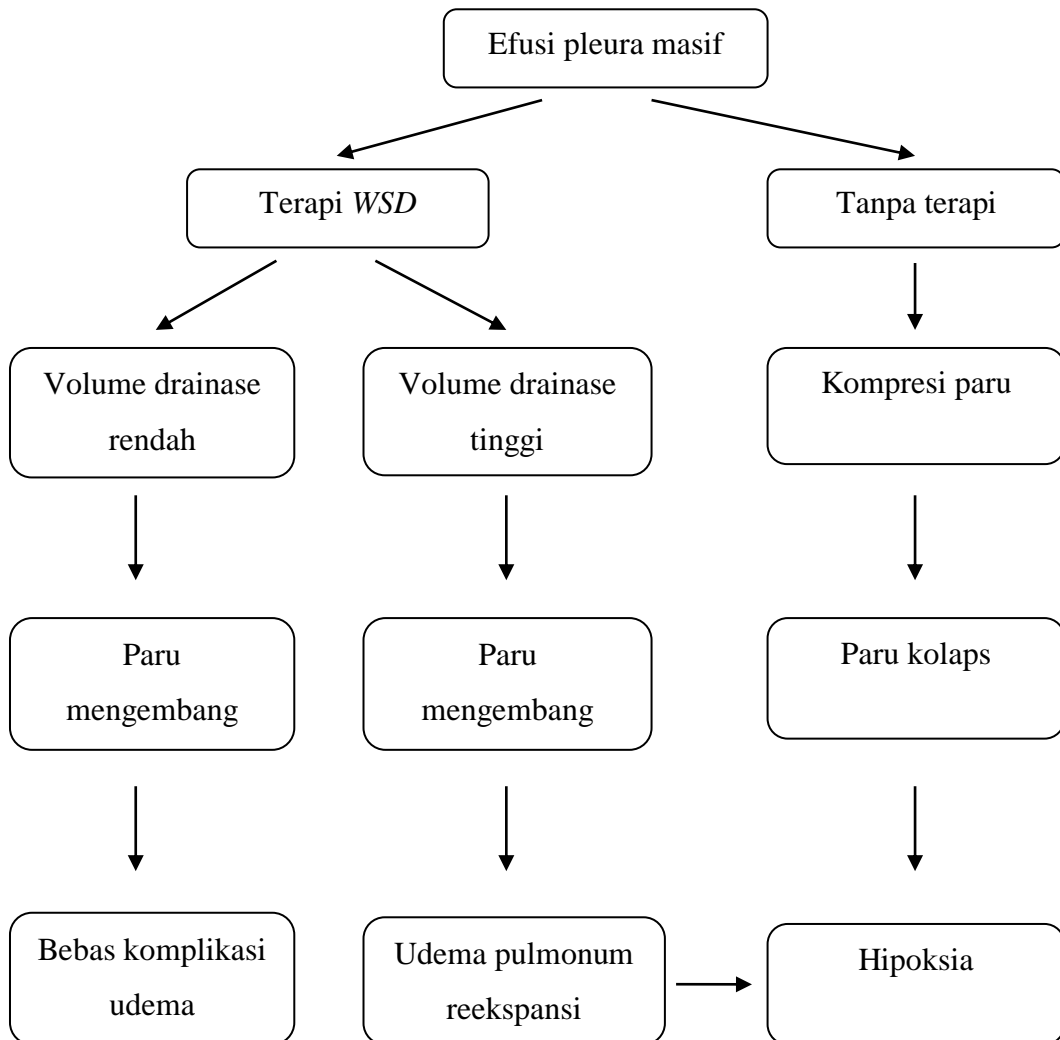 Efusi pleura masif
Terapi WSD
Tanpa terapi
Volume drainase
rendah
Volume drainase
tinggi
Kompresi paru
Paru
mengembang
Paru
mengembang
Paru kolaps
Bebas komplikasi
udema
Udema pulmonum
reekspansi
Hipoksia